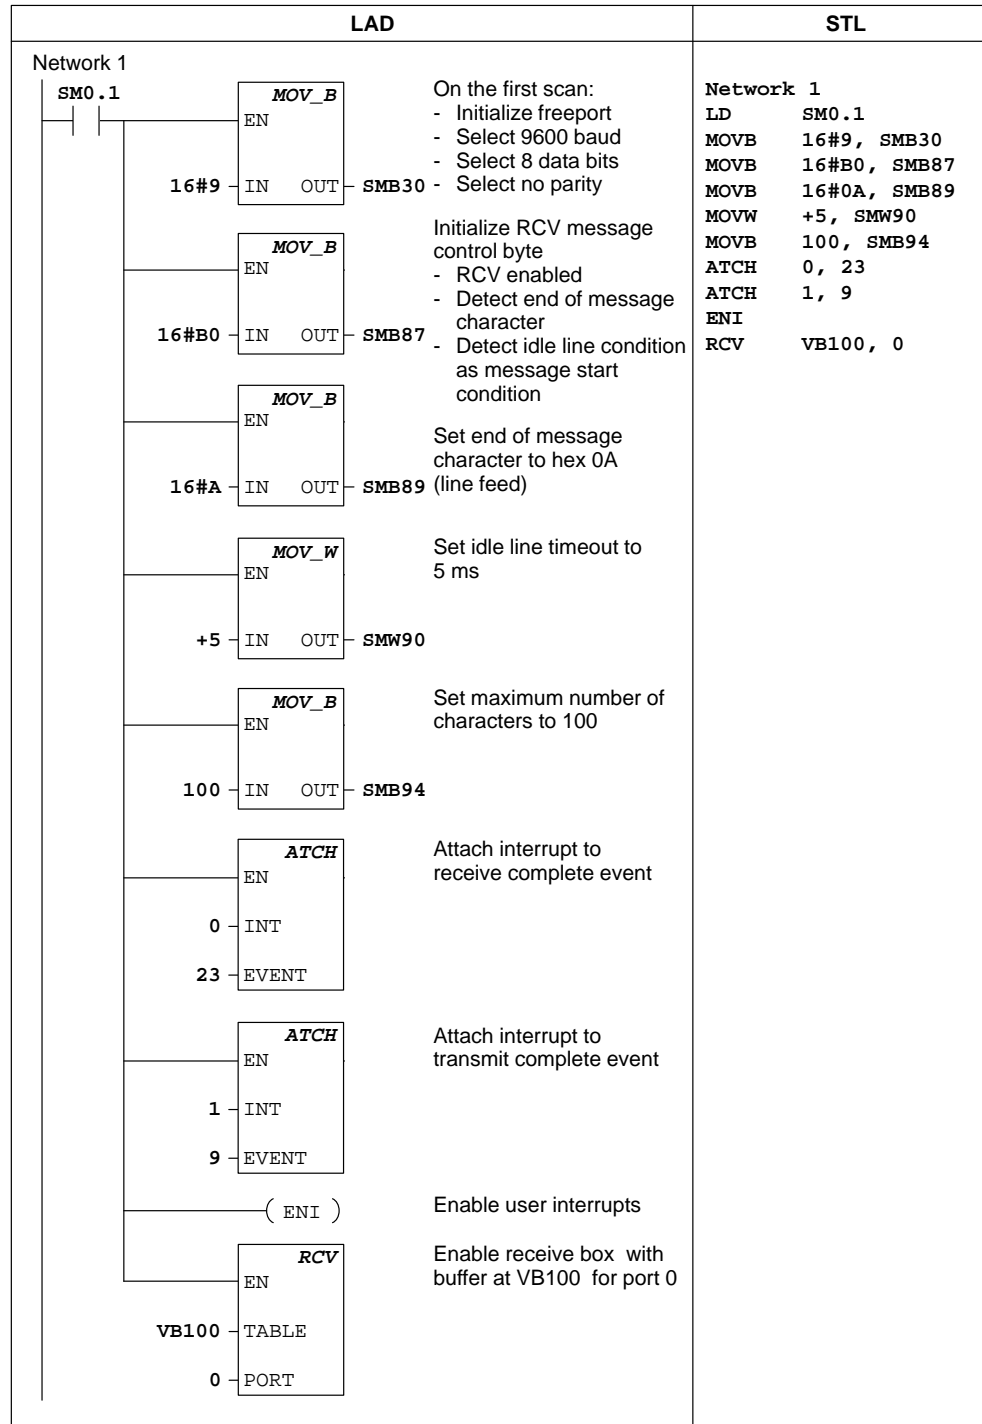 LAD
STL
Network 1
SM0.1
MOV_B
EN
16#9 IN OUT SMB30
On the first scan:
- Initialize freeport
- Select 9600 baud
- Select 8 data bits
- Select no parity
MOV_B
EN
16#B0 IN OUT SMB87
Initialize RCV message
control byte
- RCV enabled
- Detect end of message
character
- Detect idle line condition
as message start
condition
MOV_B
EN
16#A IN OUT SMB89
Set end of message
character to hex 0A
(line feed)
MOV_W
EN
+5 IN OUT SMW90
Set idle line timeout to
5 ms
MOV_B
EN
100 IN OUT SMB94
Set maximum number of
characters to 100
ATCH
EN
0 INT
23 EVENT
Attach interrupt to
receive complete event
ATCH
EN
1 INT
9 EVENT
Attach interrupt to
transmit complete event
( ENI )
Enable user interrupts
RCV
EN
VB100 TABLE
0 PORT
Enable receive box with
buffer at VB100 for port 0
Network 1
LD SM0.1
MOVB 16#9, SMB30
MOVB 16#B0, SMB87
MOVB 16#0A, SMB89
MOVW +5, SMW90
MOVB 100, SMB94
ATCH 0, 23
ATCH 1, 9
ENI
RCV VB100, 0